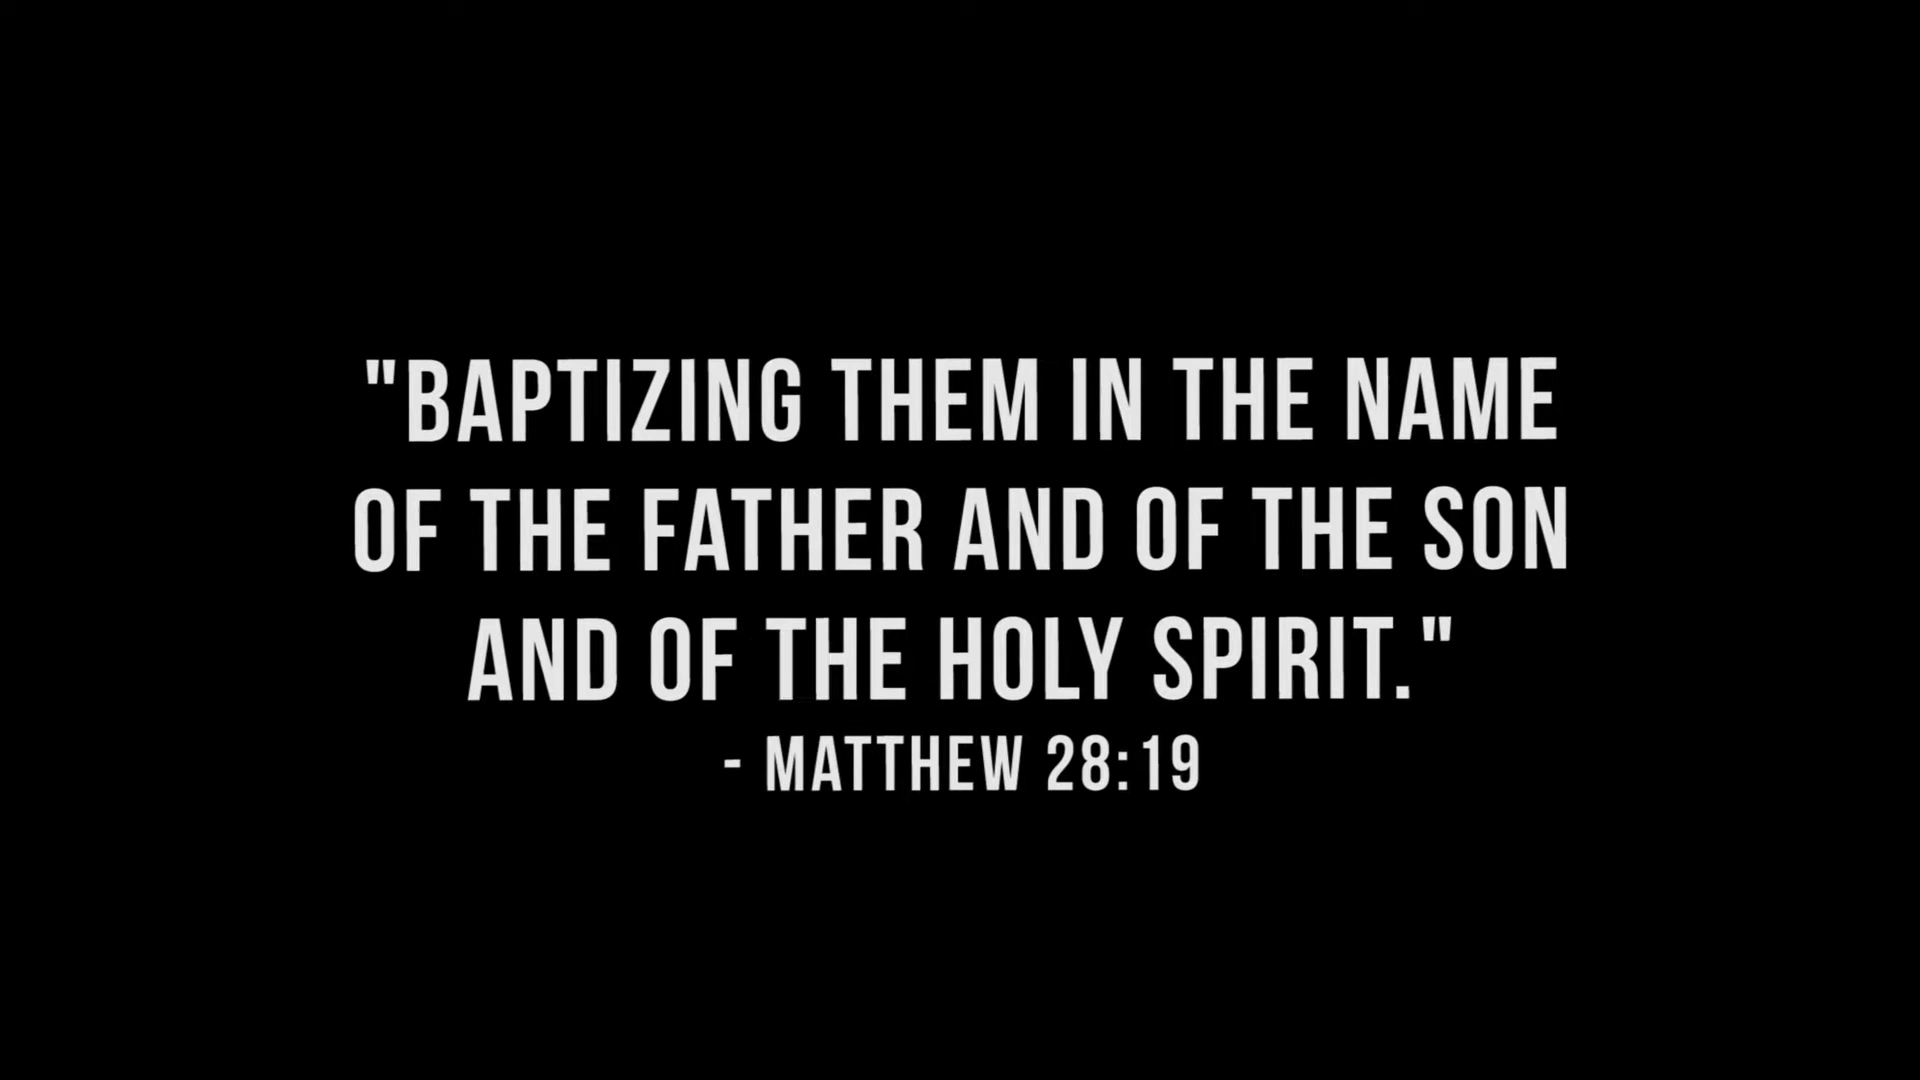 "BAPTIZING THEM IN THE NAME
OF THE FATHER AND OF THE SON
AND OF THE HOLY SPIRIT."
- MATTHEW 28:19